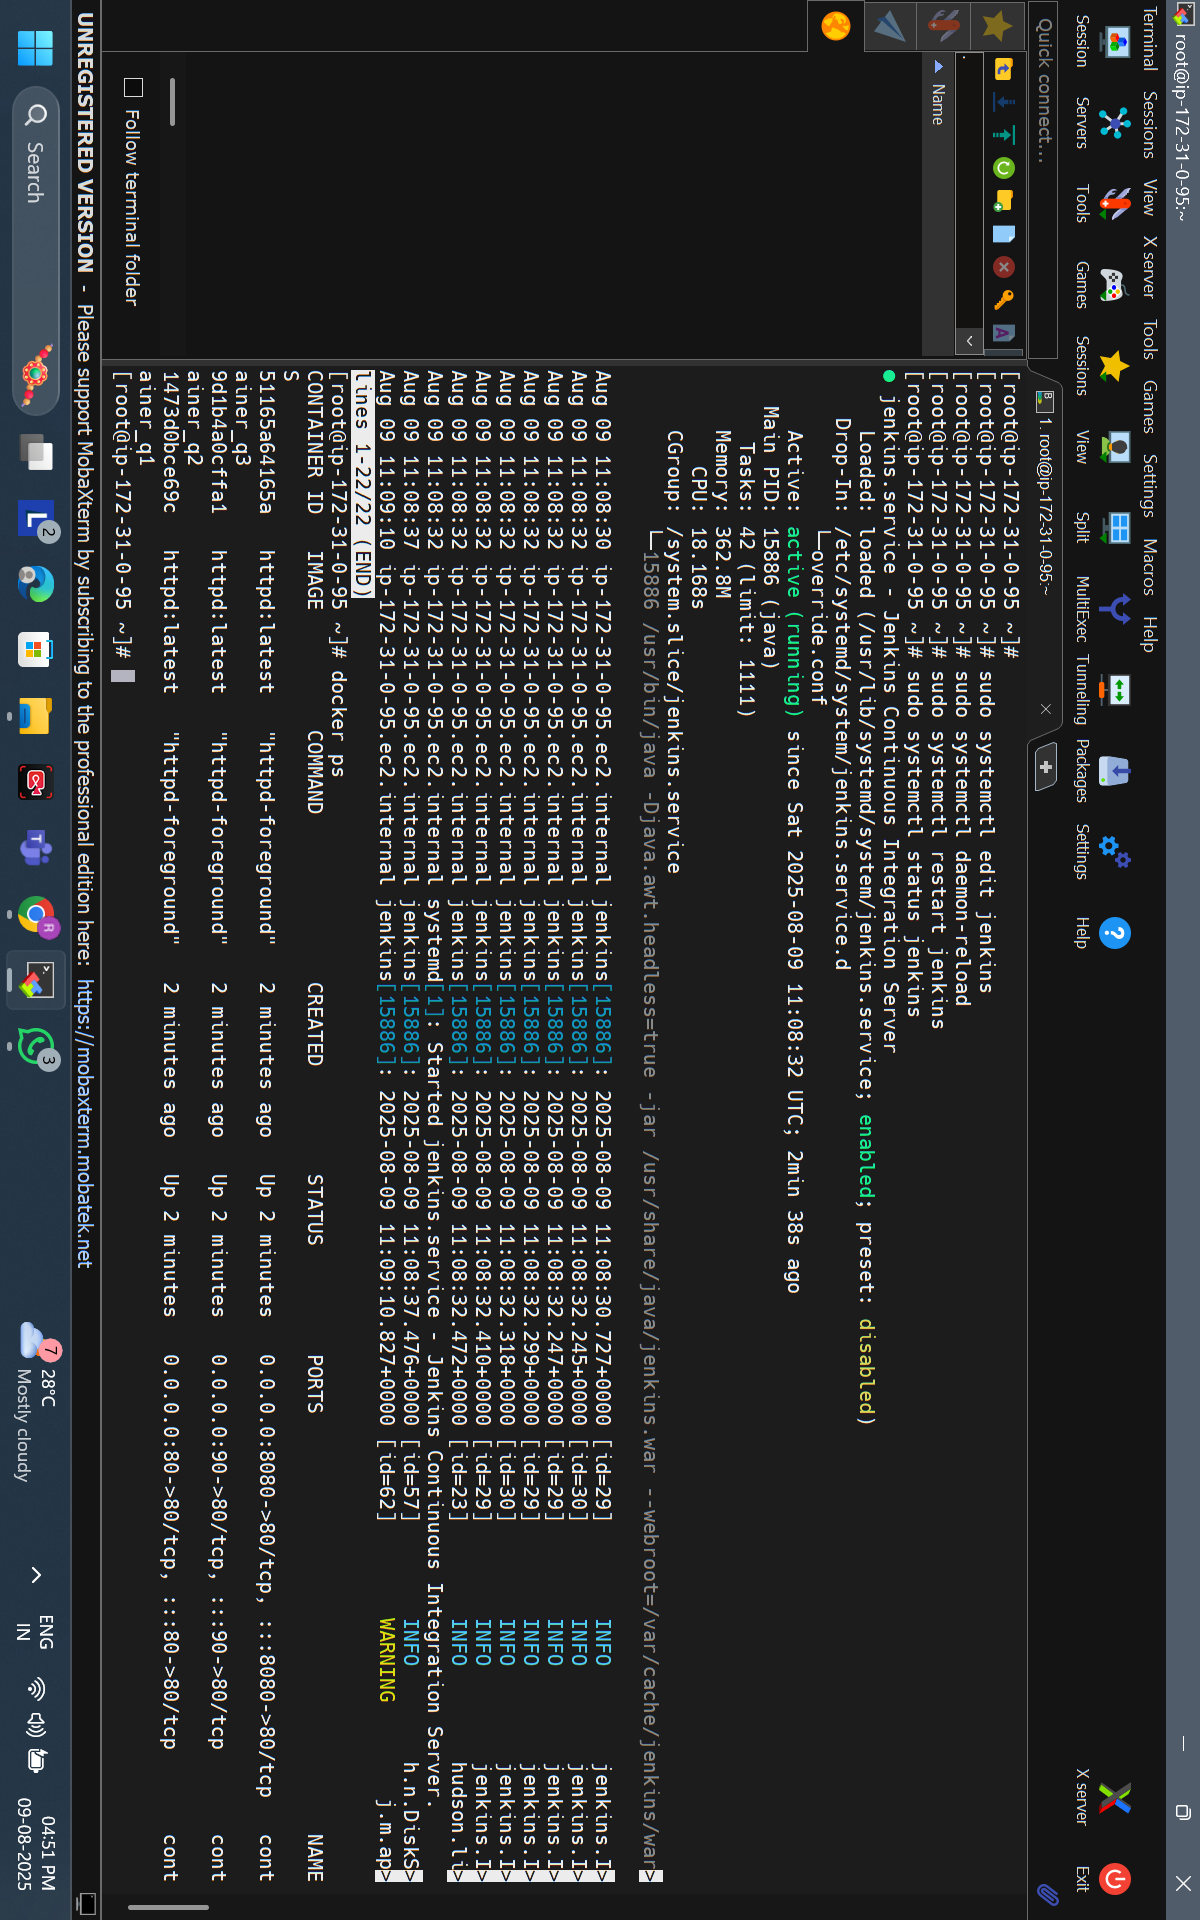 root@ip-172-31-0-95:~
Terminal Sessions View X server Tools Games Settings Macros Help
Session Servers Tools Games Sessions View Split MultiExec Tunneling Packages Settings Help
X server Exit
Quick connect...
1. root@ip-172-31-0-95:~
Name
[root@ip-172-31-0-95 ~]#
[root@ip-172-31-0-95 ~]# sudo systemctl edit jenkins
[root@ip-172-31-0-95 ~]# sudo systemctl daemon-reload
[root@ip-172-31-0-95 ~]# sudo systemctl restart jenkins
[root@ip-172-31-0-95 ~]# sudo systemctl status jenkins
● jenkins.service - Jenkins Continuous Integration Server
Loaded: loaded (/usr/lib/systemd/system/jenkins.service; enabled; preset: disabled)
Drop-In: /etc/systemd/system/jenkins.service.d
└─override.conf
Active: active (running) since Sat 2025-08-09 11:08:32 UTC; 2min 38s ago
Main PID: 15886 (java)
Tasks: 42 (limit: 1111)
Memory: 362.8M
CPU: 18.168s
CGroup: /system.slice/jenkins.service
└─15886 /usr/bin/java -Djava.awt.headless=true -jar /usr/share/java/jenkins.war --webroot=/var/cache/jenkins/war>
Aug 09 11:08:30 ip-172-31-0-95.ec2.internal jenkins[15886]: 2025-08-09 11:08:30.727+0000 [id=29] INFO jenkins.I>
Aug 09 11:08:32 ip-172-31-0-95.ec2.internal jenkins[15886]: 2025-08-09 11:08:32.245+0000 [id=30] INFO jenkins.I>
Aug 09 11:08:32 ip-172-31-0-95.ec2.internal jenkins[15886]: 2025-08-09 11:08:32.247+0000 [id=29] INFO jenkins.I>
Aug 09 11:08:32 ip-172-31-0-95.ec2.internal jenkins[15886]: 2025-08-09 11:08:32.299+0000 [id=29] INFO jenkins.I>
Aug 09 11:08:32 ip-172-31-0-95.ec2.internal jenkins[15886]: 2025-08-09 11:08:32.318+0000 [id=30] INFO jenkins.I>
Aug 09 11:08:32 ip-172-31-0-95.ec2.internal jenkins[15886]: 2025-08-09 11:08:32.410+0000 [id=29] INFO jenkins.I>
Aug 09 11:08:32 ip-172-31-0-95.ec2.internal jenkins[15886]: 2025-08-09 11:08:32.472+0000 [id=23] INFO hudson.li>
Aug 09 11:08:32 ip-172-31-0-95.ec2.internal systemd[1]: Started jenkins.service - Jenkins Continuous Integration Server.
Aug 09 11:08:37 ip-172-31-0-95.ec2.internal jenkins[15886]: 2025-08-09 11:08:37.476+0000 [id=57] INFO h.n.DiskS>
Aug 09 11:09:10 ip-172-31-0-95.ec2.internal jenkins[15886]: 2025-08-09 11:09:10.827+0000 [id=62] WARNING j.m.ap>
lines 1-22/22 (END)
[root@ip-172-31-0-95 ~]# docker ps
CONTAINER ID IMAGE COMMAND CREATED STATUS PORTS NAME
S
51165a64165a httpd:latest "httpd-foreground" 2 minutes ago Up 2 minutes 0.0.0.0:8080->80/tcp, :::8080->80/tcp cont
ainer_q3
9d1b4a0cffa1 httpd:latest "httpd-foreground" 2 minutes ago Up 2 minutes 0.0.0.0:90->80/tcp, :::90->80/tcp cont
ainer_q2
1473d0bce69c httpd:latest "httpd-foreground" 2 minutes ago Up 2 minutes 0.0.0.0:80->80/tcp, :::80->80/tcp cont
ainer_q1
[root@ip-172-31-0-95 ~]#
Follow terminal folder
UNREGISTERED VERSION - Please support MobaXterm by subscribing to the professional edition here: https://mobaxterm.mobatek.net
Search
2
3
7
28°C
Mostly cloudy
ENG
IN
04:51 PM
09-08-2025